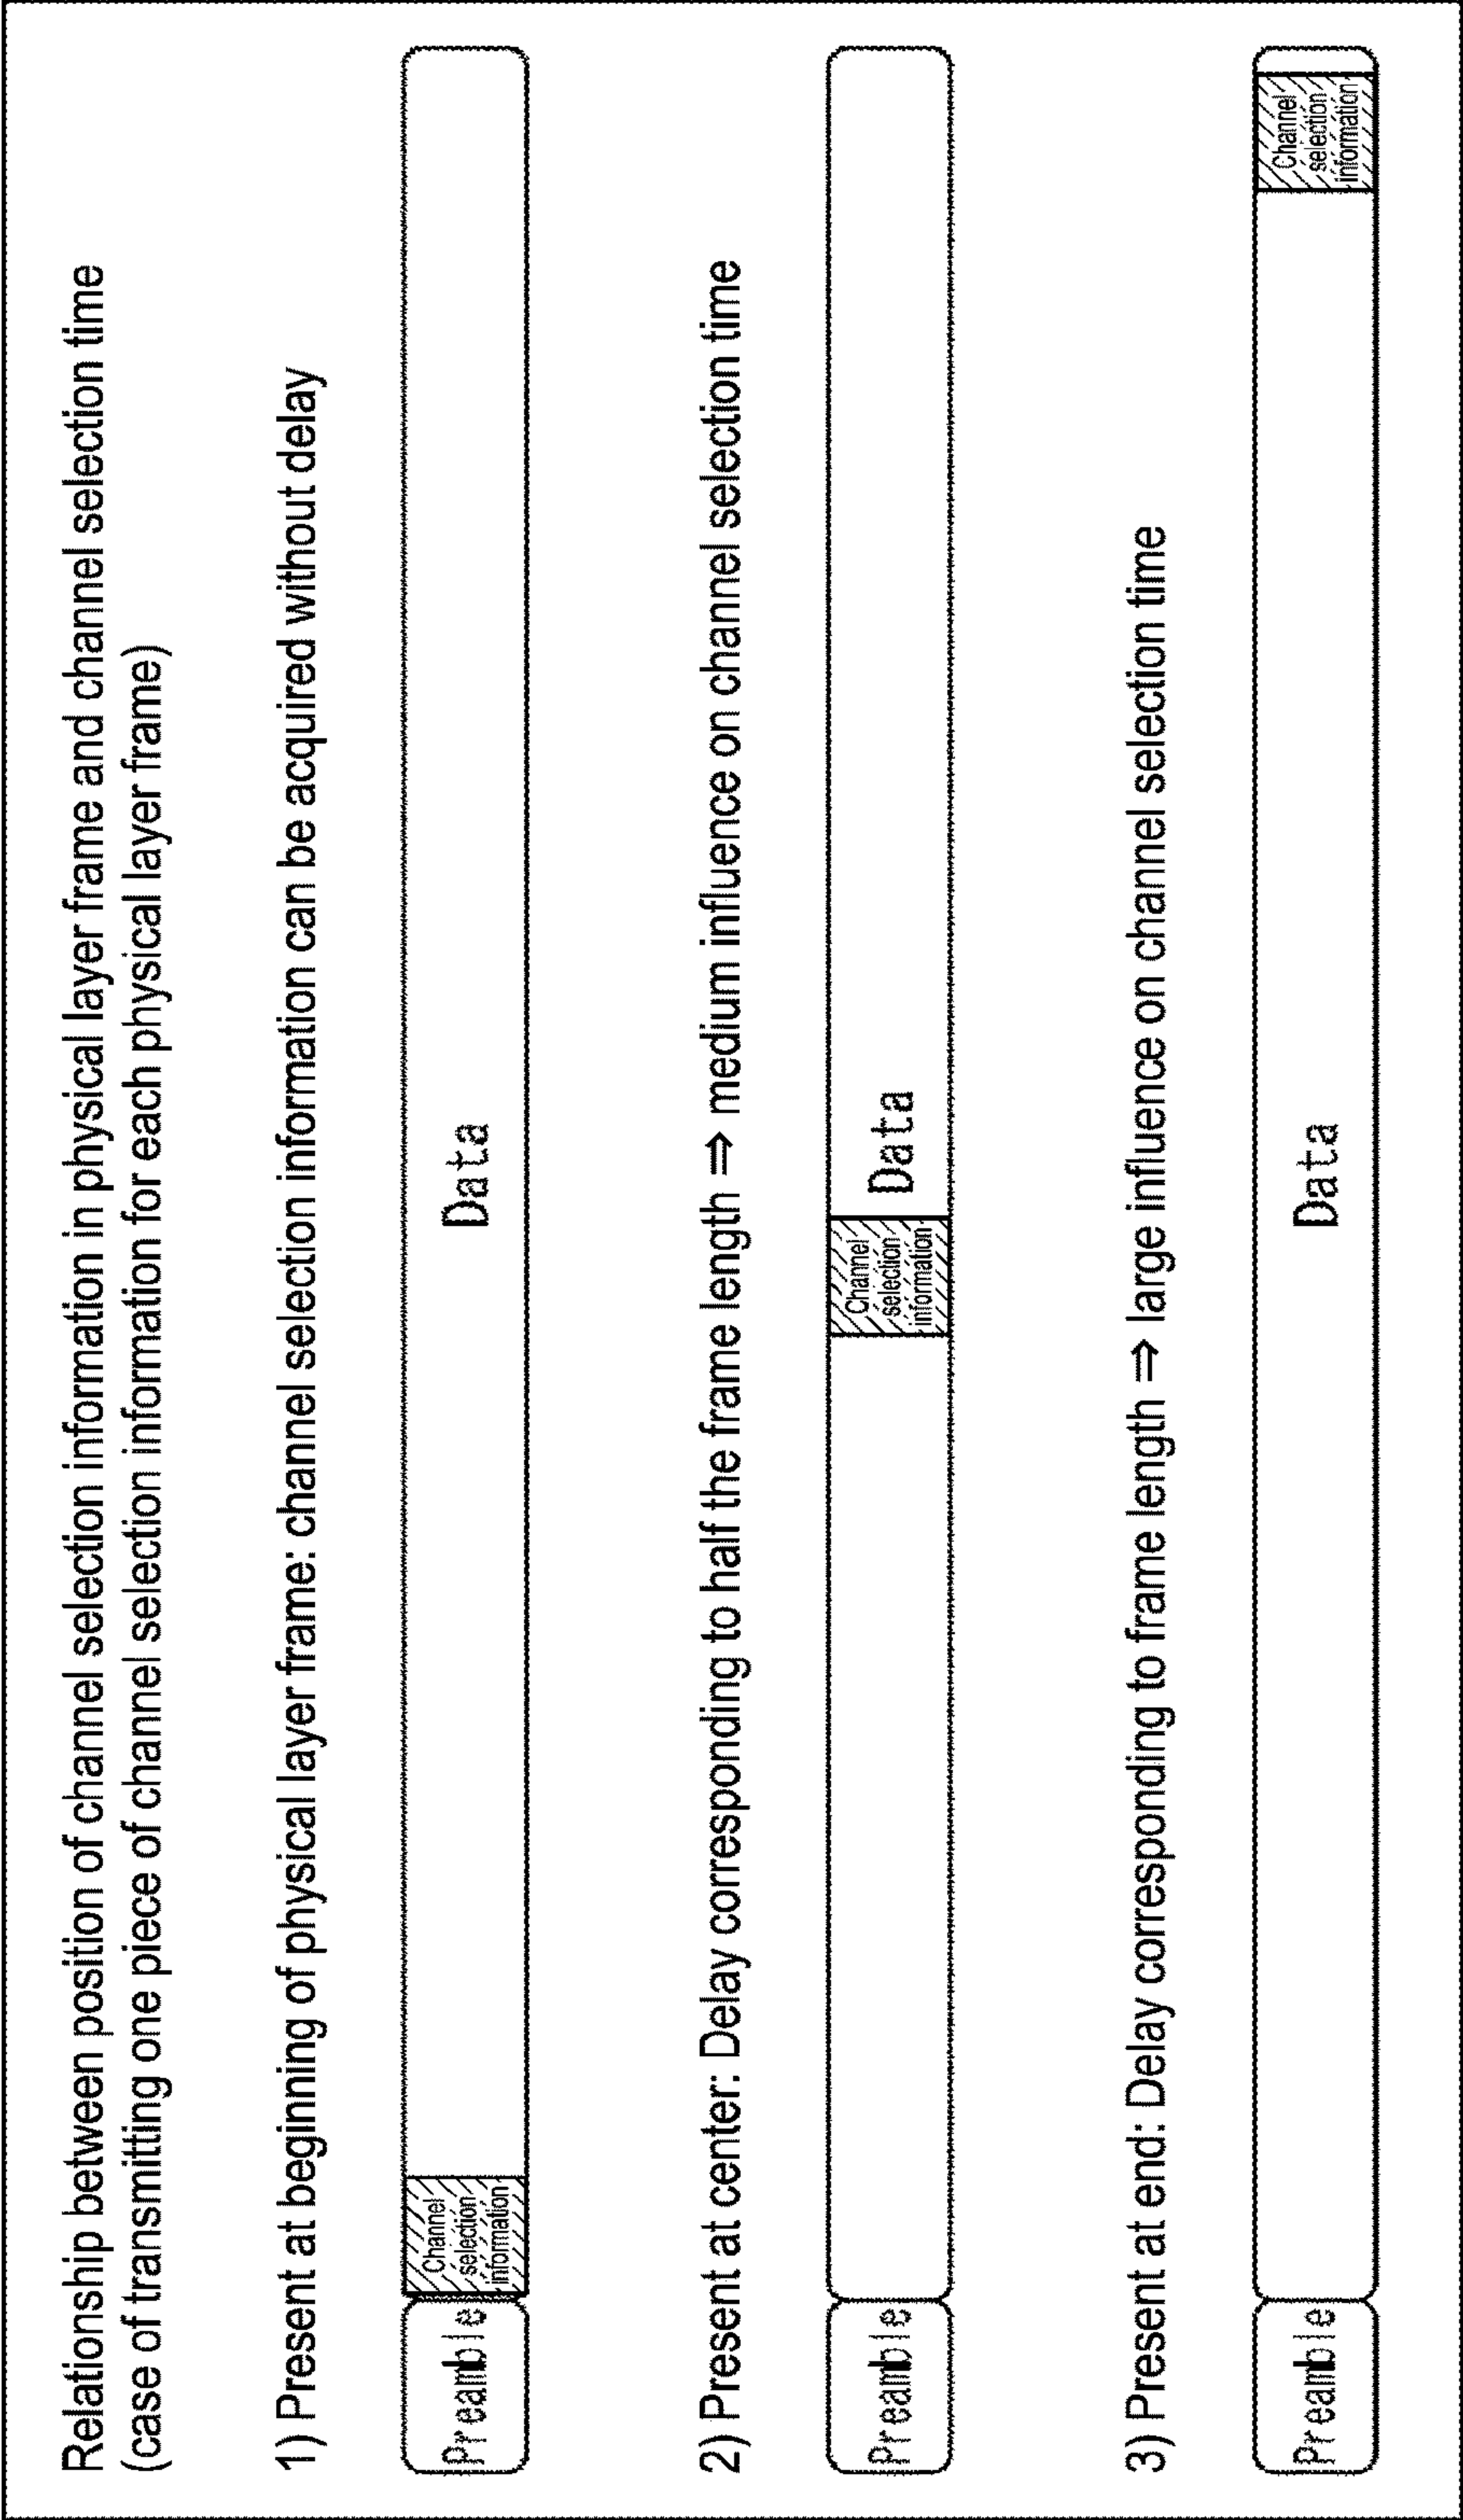 Relationship between position of channel selection information in physical layer frame and channel selection time
(case of transmitting one piece of channel selection information for each physical layer frame)
1) Present at beginning of physical layer frame: channel selection information can be acquired without delay
Preamble
Channel
selection
information
Data
2) Present at center: Delay corresponding to half the frame length ⇒ medium influence on channel selection time
Preamble
Channel
selection
information
Data
3) Present at end: Delay corresponding to frame length ⇒ large influence on channel selection time
Preamble
Data
Channel
selection
information